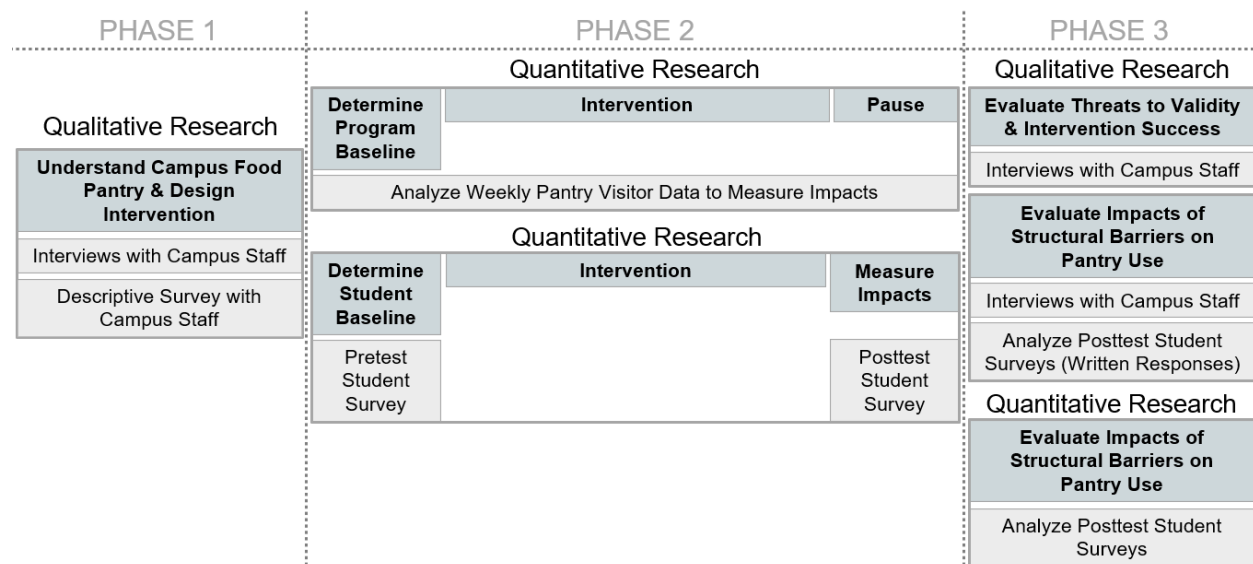 PHASE 1
Qualitative Research
Understand Campus Food
Pantry & Design
Intervention
Interviews with Campus Staff
Descriptive Survey with
Campus Staff
PHASE 2
Quantitative Research
Determine
Program
Baseline
Intervention
Pause
Analyze Weekly Pantry Visitor Data to Measure Impacts
Quantitative Research
Determine
Student
Baseline
Intervention
Measure
Impacts
Pretest
Student
Survey
Posttest
Student
Survey
PHASE 3
Qualitative Research
Evaluate Threats to Validity
& Intervention Success
Interviews with Campus Staff
Evaluate Impacts of
Structural Barriers on
Pantry Use
Interviews with Campus Staff
Analyze Posttest Student
Surveys (Written Responses)
Quantitative Research
Evaluate Impacts of
Structural Barriers on
Pantry Use
Analyze Posttest Student
Surveys